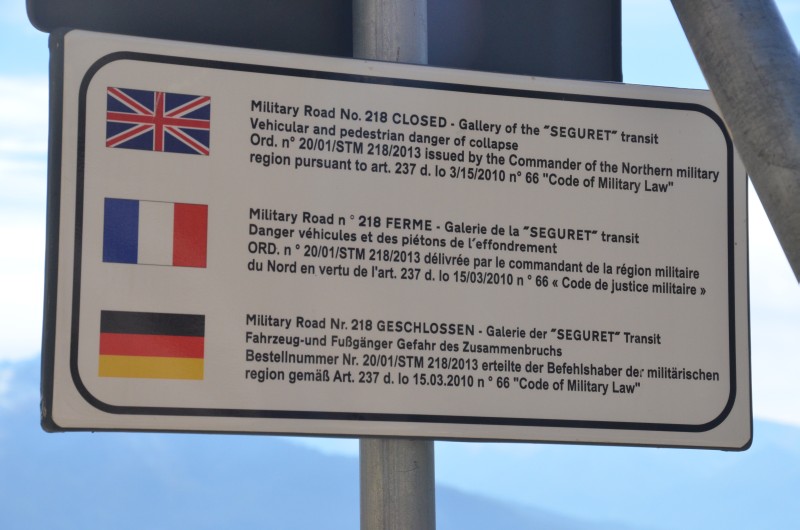 Military Road No. 218 CLOSED - Gallery of the "SEGURET" transit
Vehicular and pedestrian danger of collapse
Ord. n° 20/01/STM 218/2013 issued by the Commander of the Northern military
region pursuant to art. 237 d. lo 3/15/2010 n° 66 "Code of Military Law"
Military Road n ° 218 FERME - Galerie de la "SEGURET" transit
Danger véhicules et des piétons de l'effondrement
ORD. n ° 20/01/STM 218/2013 délivrée par le commandant de la région militaire
du Nord en vertu de l'art. 237 d. lo 15/03/2010 n ° 66 « Code de justice militaire »
Military Road Nr. 218 GESCHLOSSEN - Galerie der "SEGURET" Transit
Fahrzeug-und Fußgänger Gefahr des Zusammenbruchs
Bestellnummer Nr. 20/01/STM 218/2013 erteilte der Befehlshaber der militärischen
region gemäß Art. 237 d. lo 15.03.2010 n ° 66 "Code of Military Law"